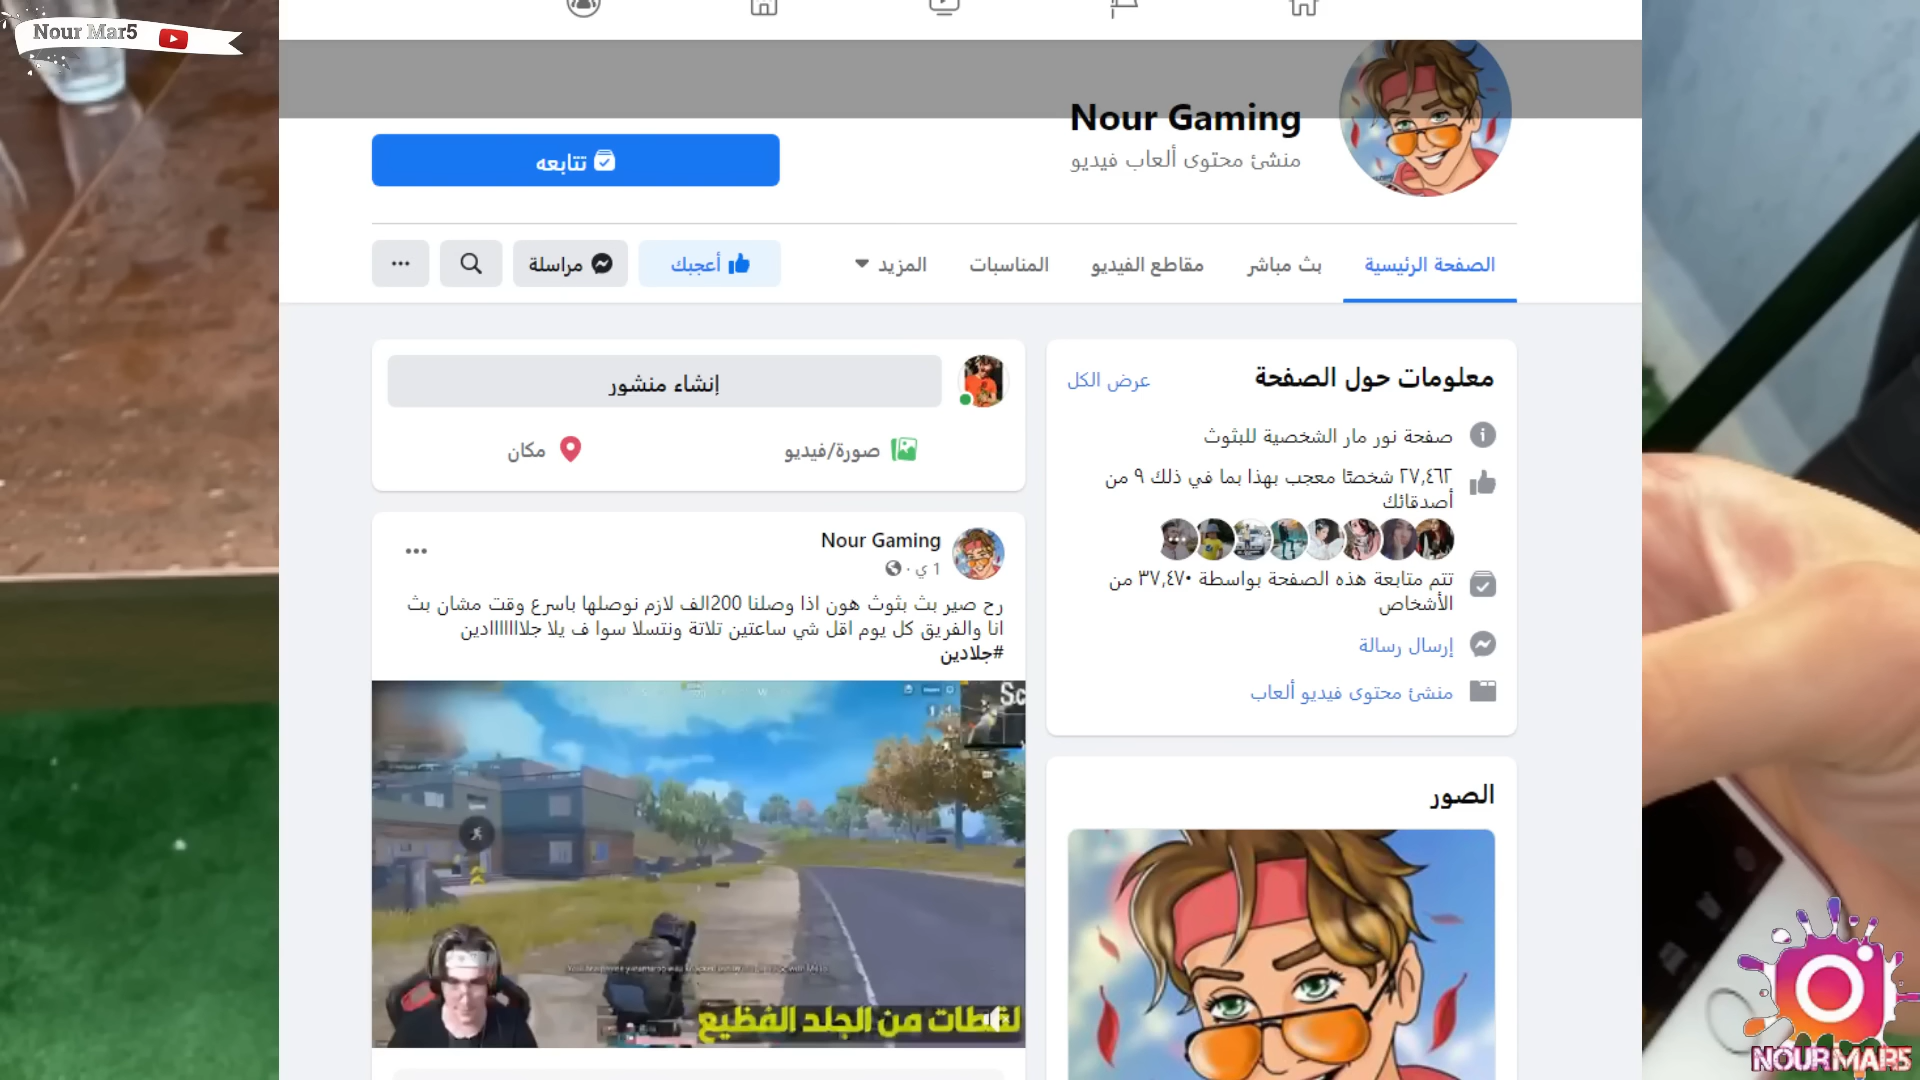 Nour Mar5
Nour Gaming
منشئ محتوى ألعاب فيديو
تتابعه
الصفحة الرئيسية
بث مباشر
مقاطع الفيديو
المناسبات
المزيد
أعجبك
مراسلة
معلومات حول الصفحة
عرض الكل
صفحة نور مار الشخصية للبثوث
٢٧,٤٦٢ شخصًا معجب بهذا بما في ذلك ٩ من
أصدقائك
تتم متابعة هذه الصفحة بواسطة ٣٧,٤٧٠ من
الأشخاص
إرسال رسالة
منشئ محتوى فيديو ألعاب
الصور
إنشاء منشور
صورة/فيديو
مكان
Nour Gaming
1 ي ·
رح صير بث بثوث هون اذا وصلنا 200الف لازم نوصلها باسرع وقت مشان بث
انا والفريق كل يوم اقل شي ساعتين تلاتة ونتسلا سوا ف يلا جلااااااادين
#جلادين
لقطات من الجلد الفظيع
NOURMAR5